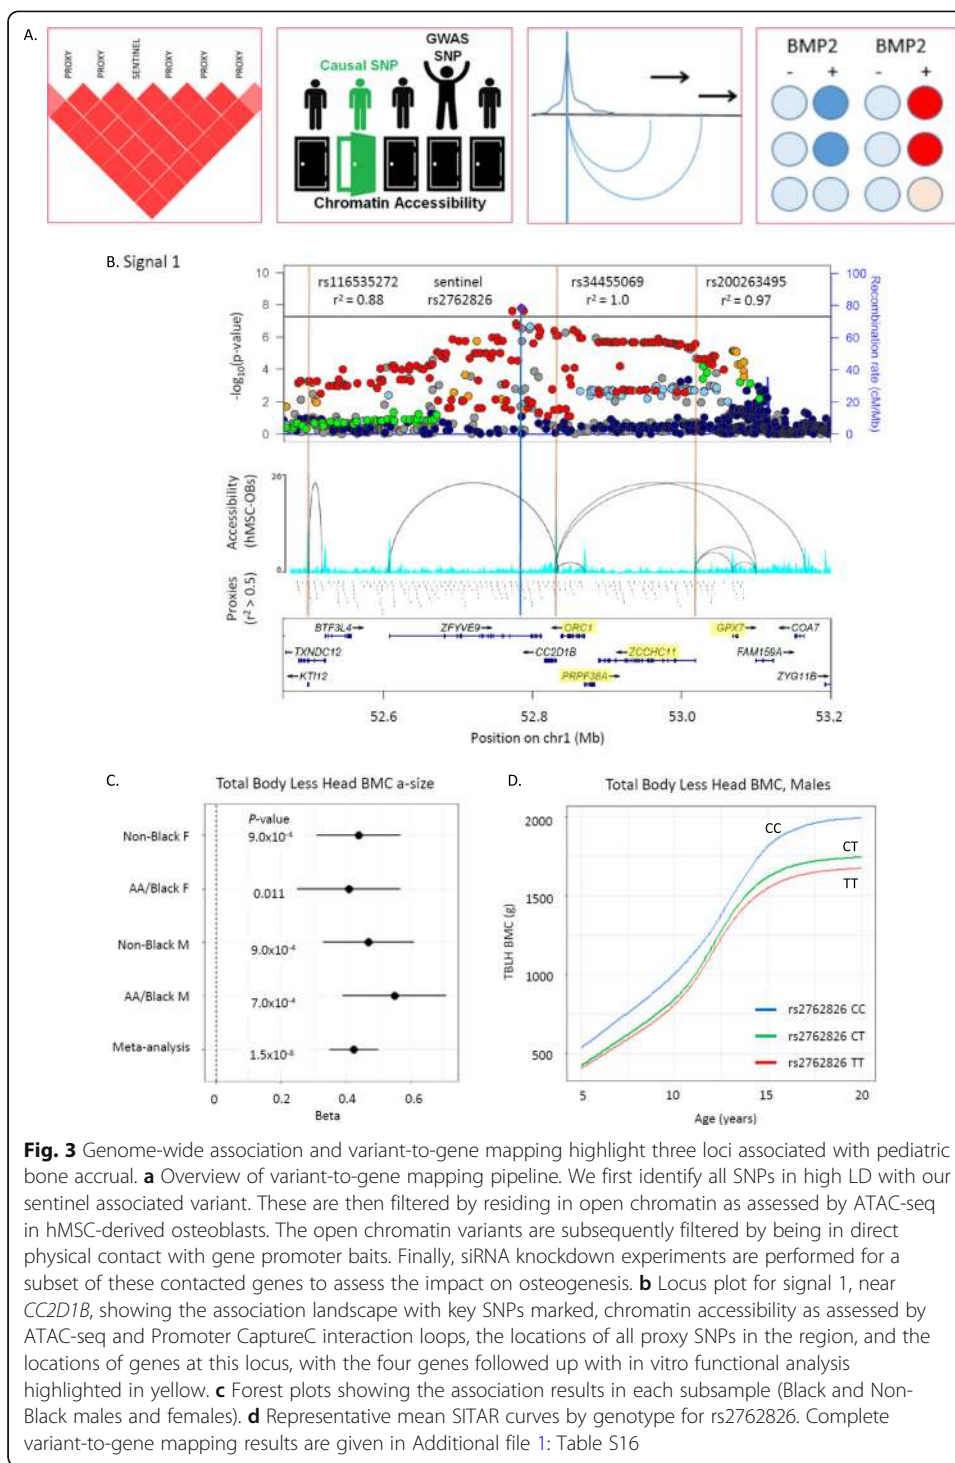 A.
PROXY PROXY SENTINEL PROXY PROXY PROXY
GWAS
SNP
Causal SNP
Chromatin Accessibility
BMP2 BMP2
- + - +
B. Signal 1
rs116535272 sentinel rs34455069 rs200263495
r² = 0.88 rs2762826 r² = 1.0 r² = 0.97
-log10(p-value)
10
8
6
4
2
0
Recombination rate (cM/Mb)
100
80
60
40
20
0
Accessibility
(hMSC-OBs)
20
0
Proxies
(r² > 0.5)
BTF3L4→ ZFYVE9→ ←ORC1 GPX7→ COA7
←TXNDC12 ←CC2D1B ←ZCCHC11 FAM159A→
←KTI12 PRPF38A→ ZYG11B→
52.6 52.8 53.0 53.2
Position on chr1 (Mb)
C. Total Body Less Head BMC a-size
P-value
Non-Black F 9.0x10⁻⁴
AA/Black F 0.011
Non-Black M 9.0x10⁻⁴
AA/Black M 7.0x10⁻⁴
Meta-analysis 1.5x10⁻⁸
0 0.2 0.4 0.6
Beta
D. Total Body Less Head BMC, Males
TBLH BMC (g)
2000
1500
1000
500
CC
CT
TT
rs2762826 CC
rs2762826 CT
rs2762826 TT
5 10 15 20
Age (years)
Fig. 3 Genome-wide association and variant-to-gene mapping highlight three loci associated with pediatric
bone accrual. a Overview of variant-to-gene mapping pipeline. We first identify all SNPs in high LD with our
sentinel associated variant. These are then filtered by residing in open chromatin as assessed by ATAC-seq
in hMSC-derived osteoblasts. The open chromatin variants are subsequently filtered by being in direct
physical contact with gene promoter baits. Finally, siRNA knockdown experiments are performed for a
subset of these contacted genes to assess the impact on osteogenesis. b Locus plot for signal 1, near
CC2D1B, showing the association landscape with key SNPs marked, chromatin accessibility as assessed by
ATAC-seq and Promoter CaptureC interaction loops, the locations of all proxy SNPs in the region, and the
locations of genes at this locus, with the four genes followed up with in vitro functional analysis
highlighted in yellow. c Forest plots showing the association results in each subsample (Black and Non-
Black males and females). d Representative mean SITAR curves by genotype for rs2762826. Complete
variant-to-gene mapping results are given in Additional file 1: Table S16